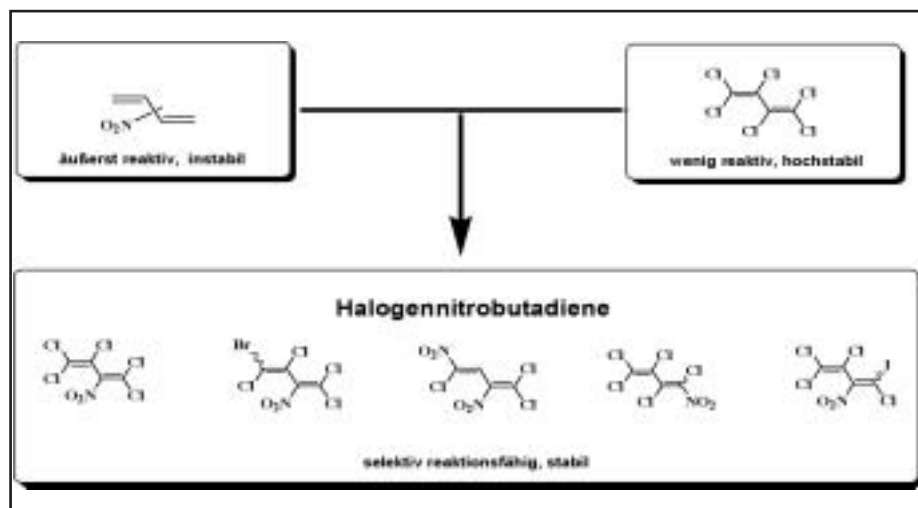 O₂N
äußerst reaktiv, instabil
Cl Cl
Cl Cl
Cl Cl
wenig reaktiv, hochstabil
Halogennitrobutadiene
Cl Cl
Cl Cl
O₂N Cl
Br Cl
Cl Cl
O₂N Cl
O₂N
Cl Cl
O₂N Cl
Cl Cl
Cl Cl
Cl NO₂
Cl Cl I
Cl
O₂N Cl
selektiv reaktionsfähig, stabil